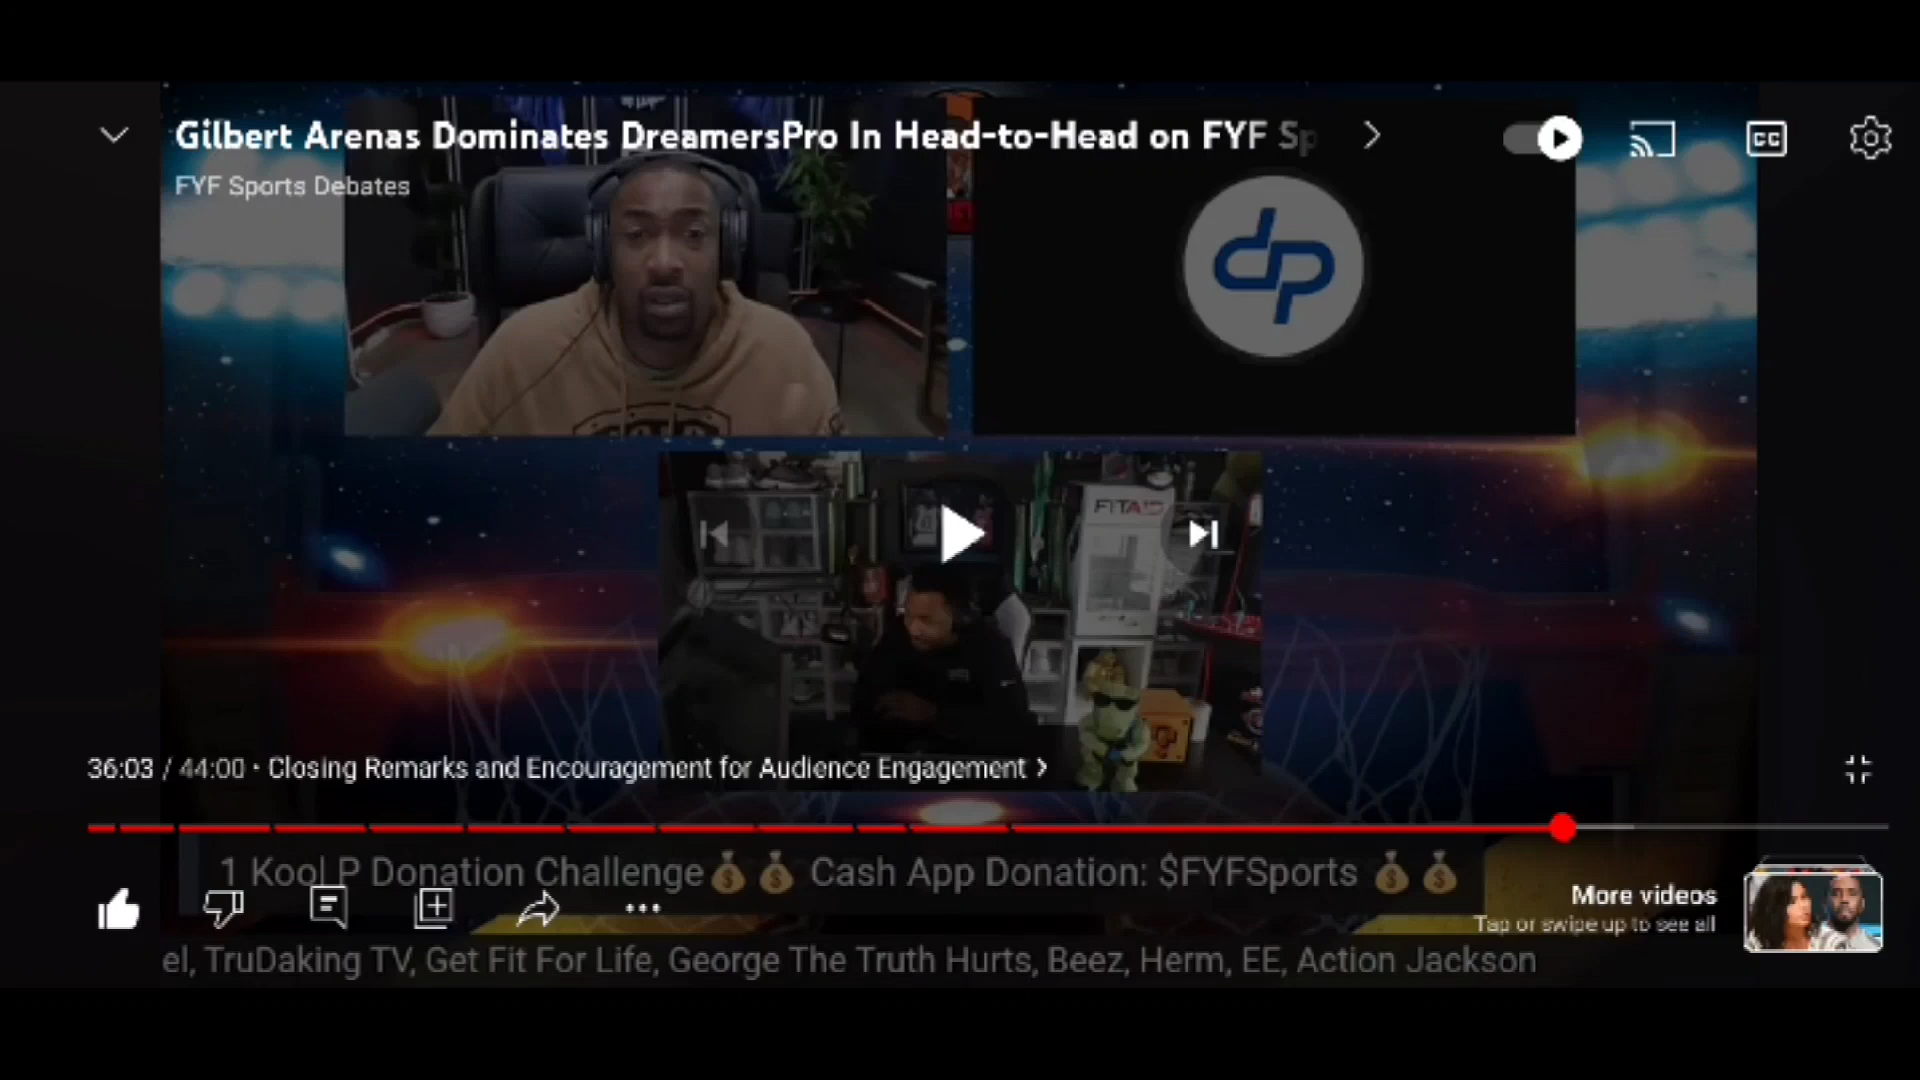 Gilbert Arenas Dominates DreamersPro In Head-to-Head on FYF Sp
FYF Sports Debates
CC
dp
FITAID
36:03 / 44:00 • Closing Remarks and Encouragement for Audience Engagement
1 Kool P Donation Challenge💰💰 Cash App Donation: $FYFSports 💰💰
More videos
Tap or swipe up to see all
el, TruDaking TV, Get Fit For Life, George The Truth Hurts, Beez, Herm, EE, Action Jackson